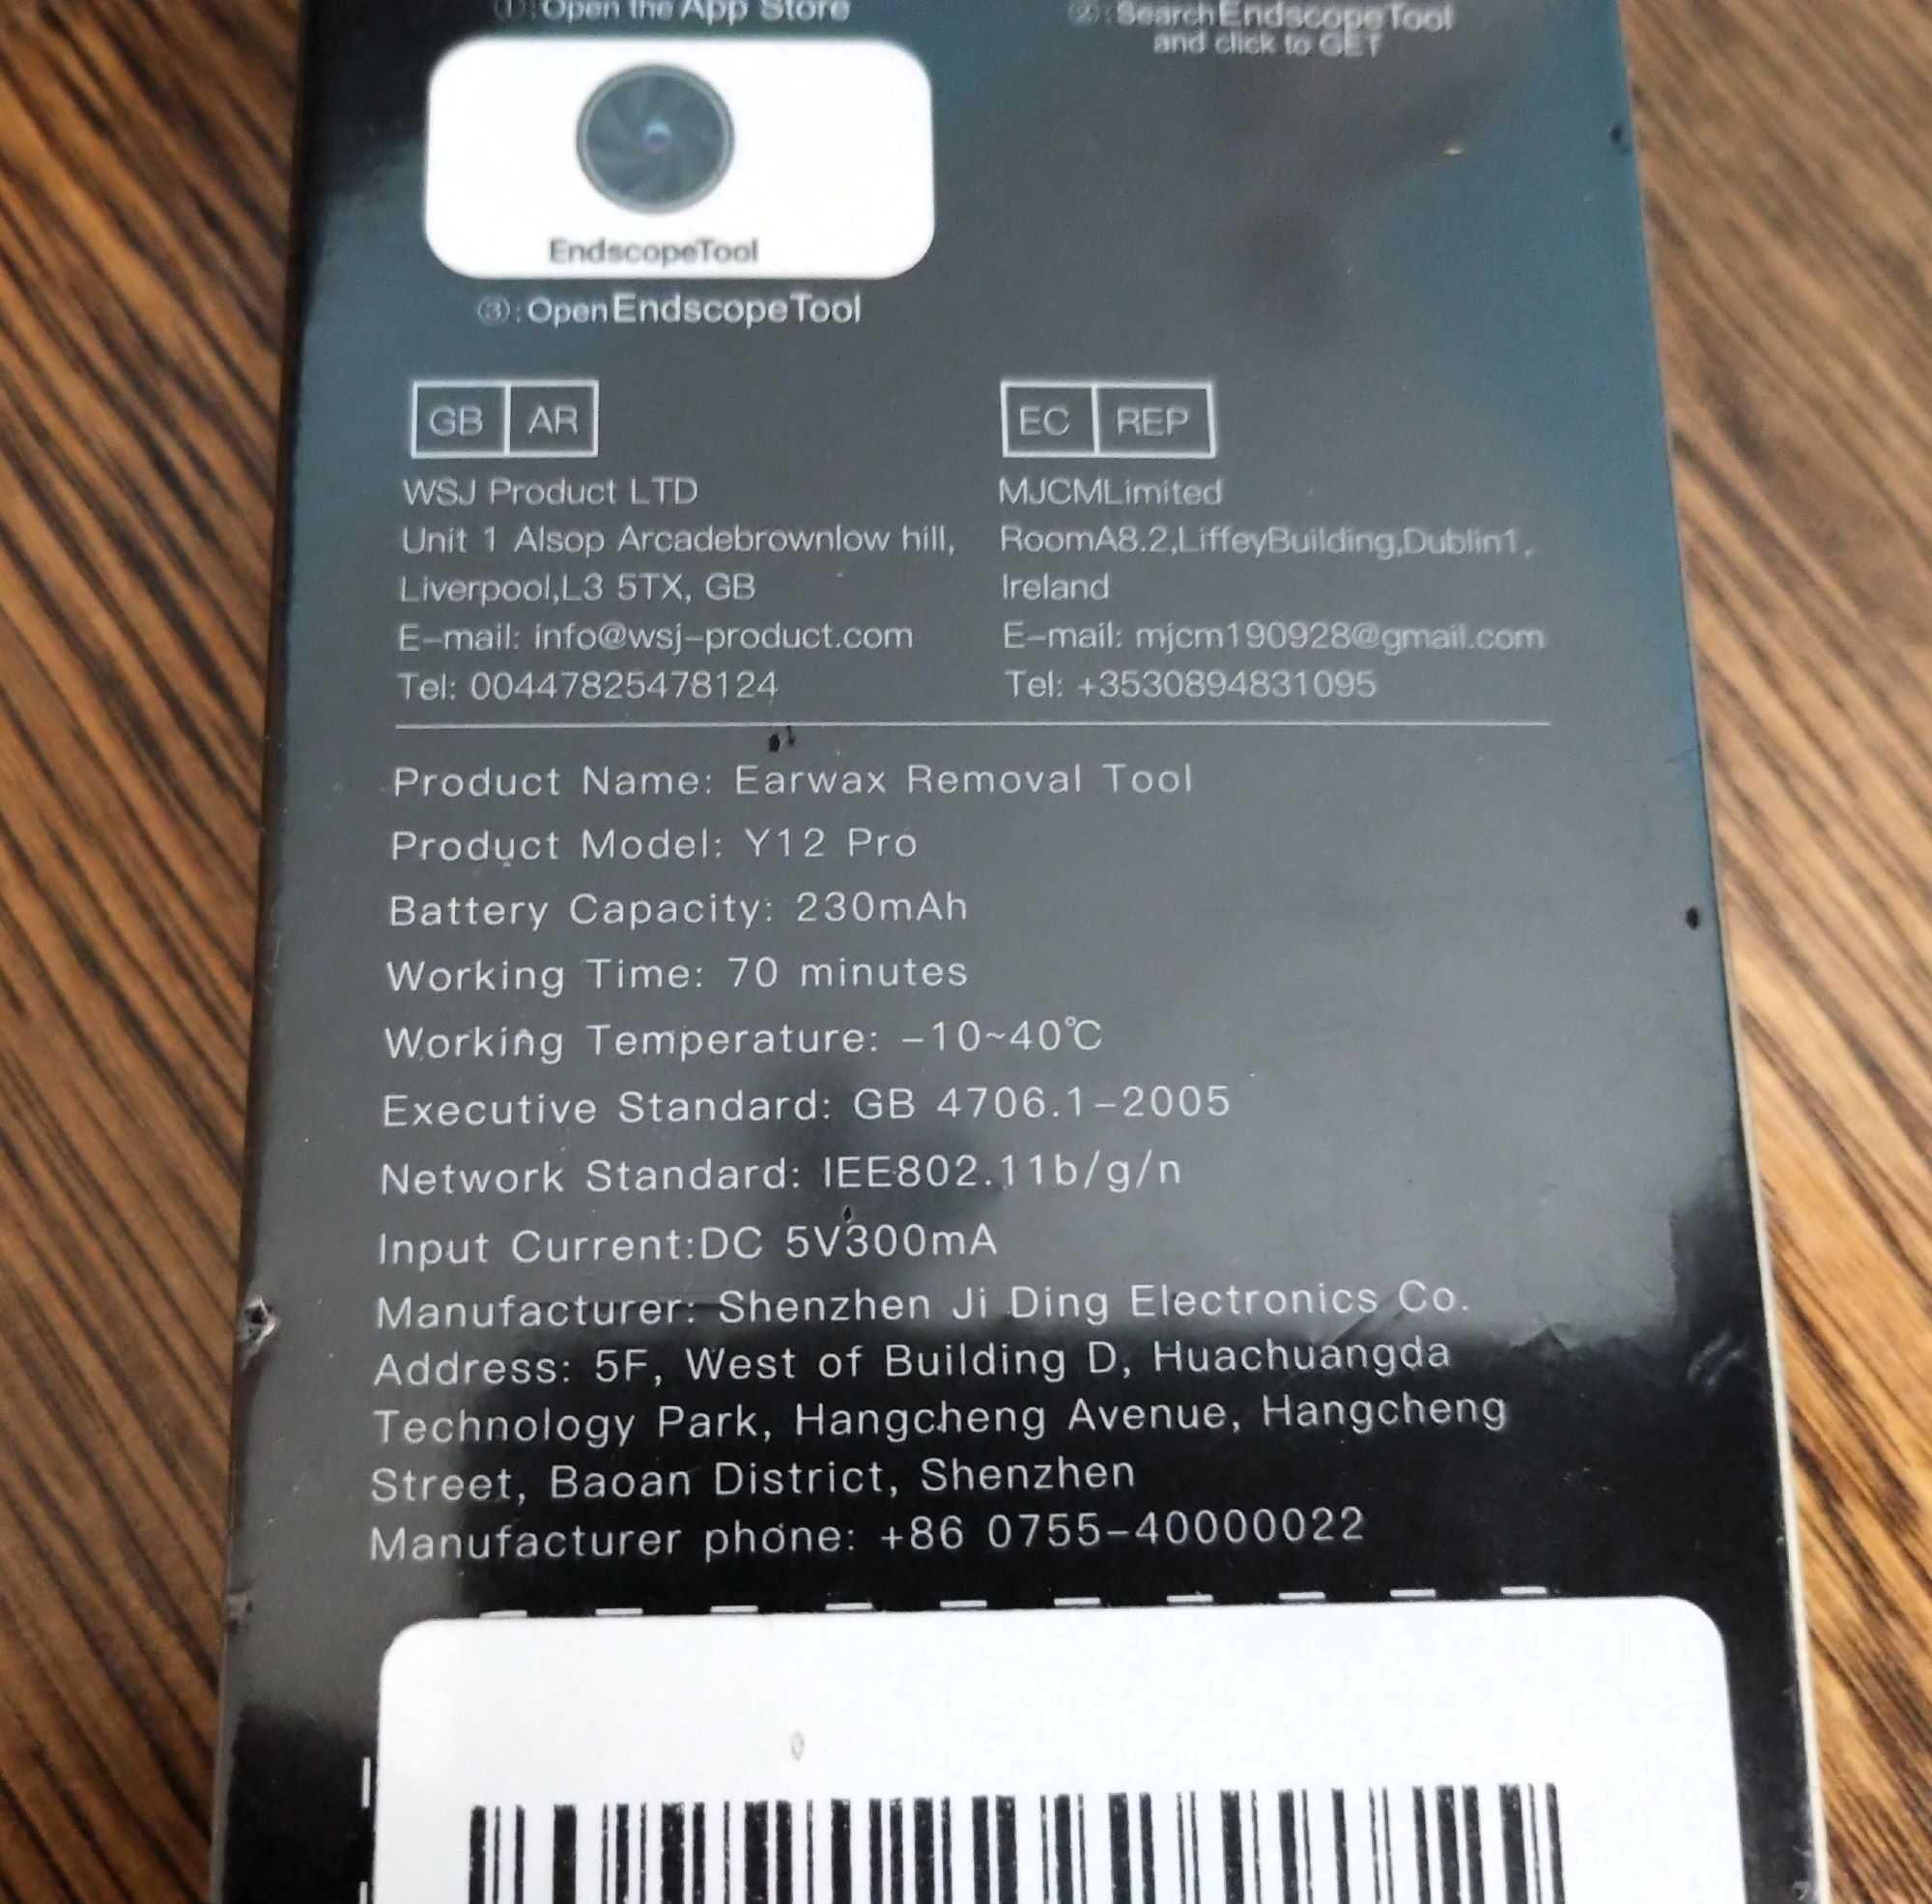 ①:Open the App Store
②:SearchEndscopeTool
and click to GET
EndscopeTool
③:OpenEndscopeTool
GB AR
WSJ Product LTD
Unit 1 Alsop Arcadebrownlow hill,
Liverpool,L3 5TX, GB
E-mail: info@wsj-product.com
Tel: 00447825478124
EC REP
MJCMLimited
RoomA8.2,LiffeyBuilding,Dublin1,
Ireland
E-mail: mjcm190928@gmail.com
Tel: +3530894831095
Product Name: Earwax Removal Tool
Product Model: Y12 Pro
Battery Capacity: 230mAh
Working Time: 70 minutes
Working Temperature: -10~40℃
Executive Standard: GB 4706.1-2005
Network Standard: IEE802.11b/g/n
Input Current:DC 5V300mA
Manufacturer: Shenzhen Ji Ding Electronics Co.
Address: 5F, West of Building D, Huachuangda
Technology Park, Hangcheng Avenue, Hangcheng
Street, Baoan District, Shenzhen
Manufacturer phone: +86 0755-40000022